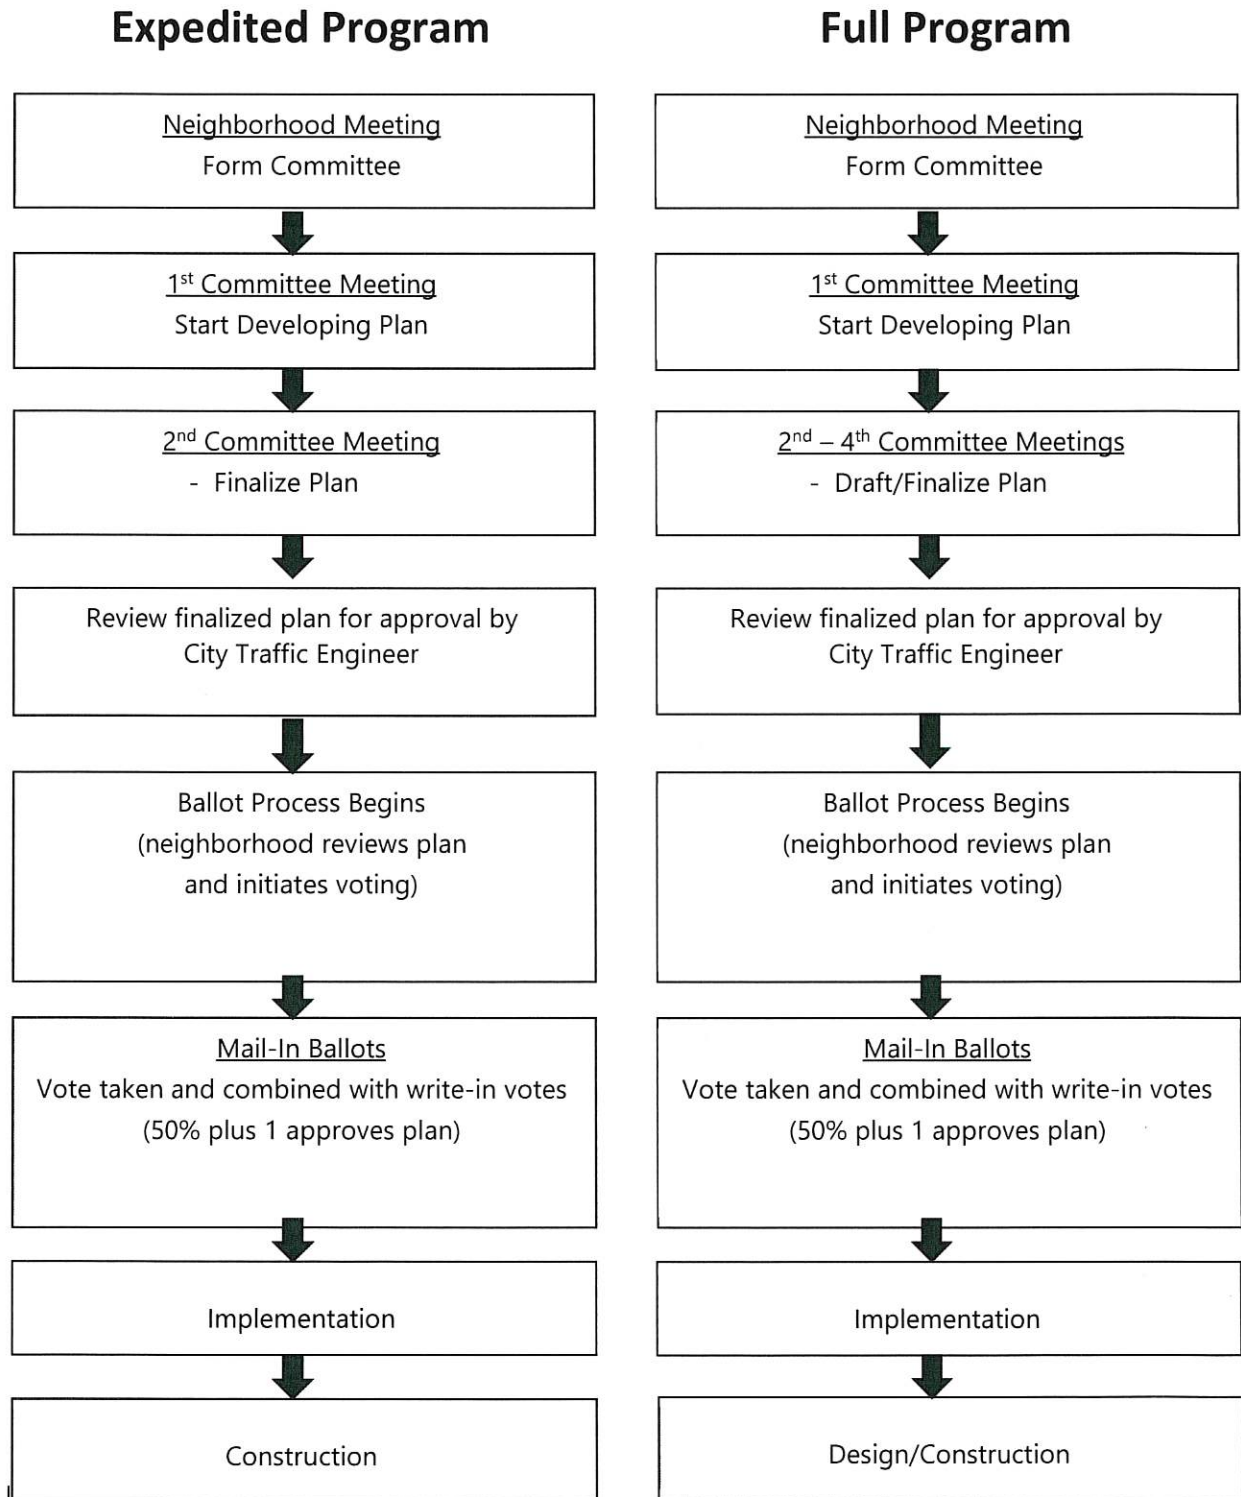 Expedited Program
Neighborhood Meeting
Form Committee
1st Committee Meeting
Start Developing Plan
2nd Committee Meeting
- Finalize Plan
Review finalized plan for approval by
City Traffic Engineer
Ballot Process Begins
(neighborhood reviews plan
and initiates voting)
Mail-In Ballots
Vote taken and combined with write-in votes
(50% plus 1 approves plan)
Implementation
Construction
Full Program
Neighborhood Meeting
Form Committee
1st Committee Meeting
Start Developing Plan
2nd – 4th Committee Meetings
- Draft/Finalize Plan
Review finalized plan for approval by
City Traffic Engineer
Ballot Process Begins
(neighborhood reviews plan
and initiates voting)
Mail-In Ballots
Vote taken and combined with write-in votes
(50% plus 1 approves plan)
Implementation
Design/Construction